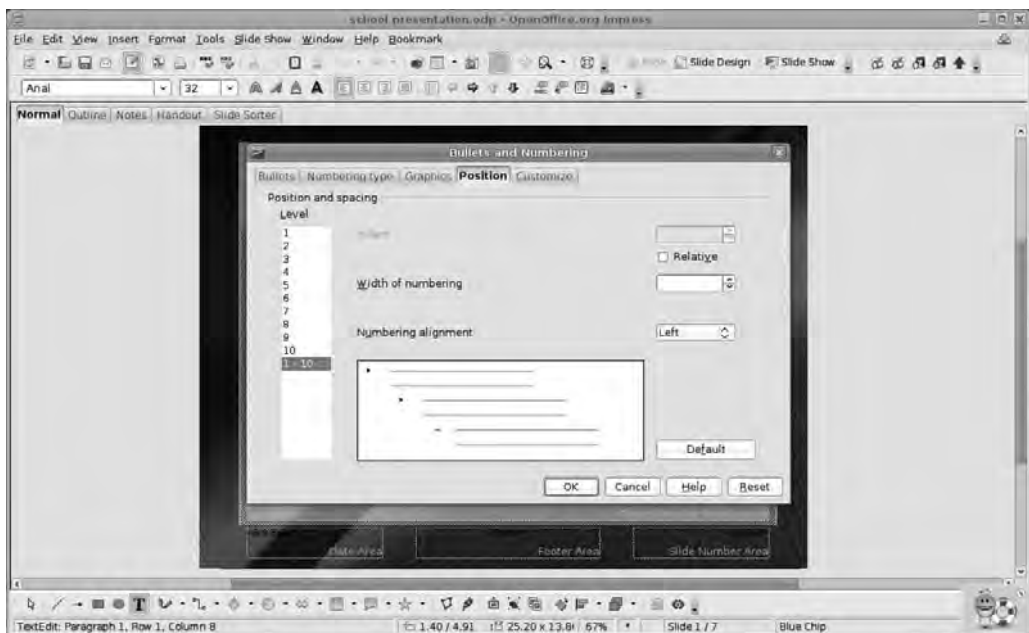 school presentation.odp - OpenOffice.org Impress
File Edit View Insert Format Tools Slide Show Window Help Bookmark
Slide Design Slide Show
Arial 32
Normal Outline Notes Handout Slide Sorter
Bullets and Numbering
Bullets Numbering type Graphics Position Customize
Position and spacing
Level
1
2
3
4
5
6
7
8
9
10
1 - 10
Indent
Relative
Width of numbering
Numbering alignment Left
Default
OK Cancel Help Reset
Date Area Footer Area Slide Number Area
TextEdit: Paragraph 1, Row 1, Column 8 1.40 / 4.91 67% * Slide 1 / 7 Blue Chip